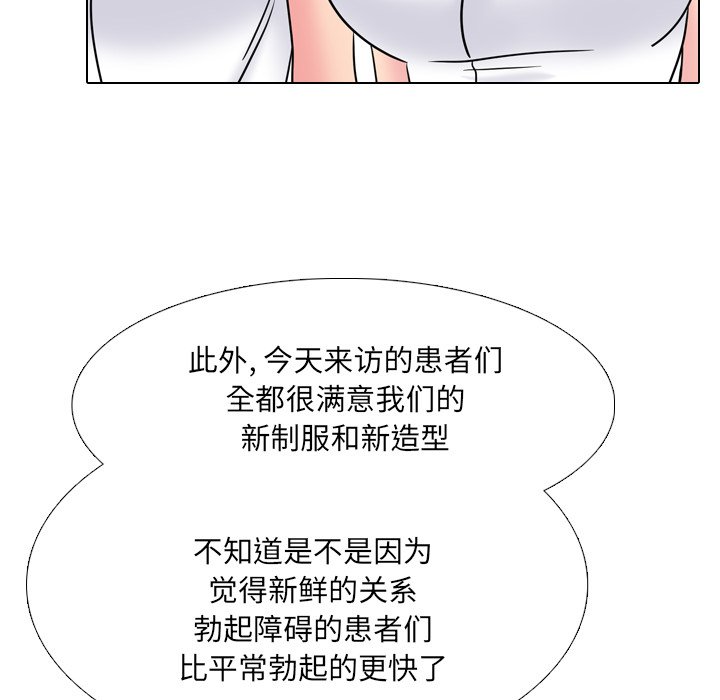 此外, 今天来访的患者们
全都很满意我们的
新制服和新造型
不知道是不是因为
觉得新鲜的关系
勃起障碍的患者们
比平常勃起的更快了